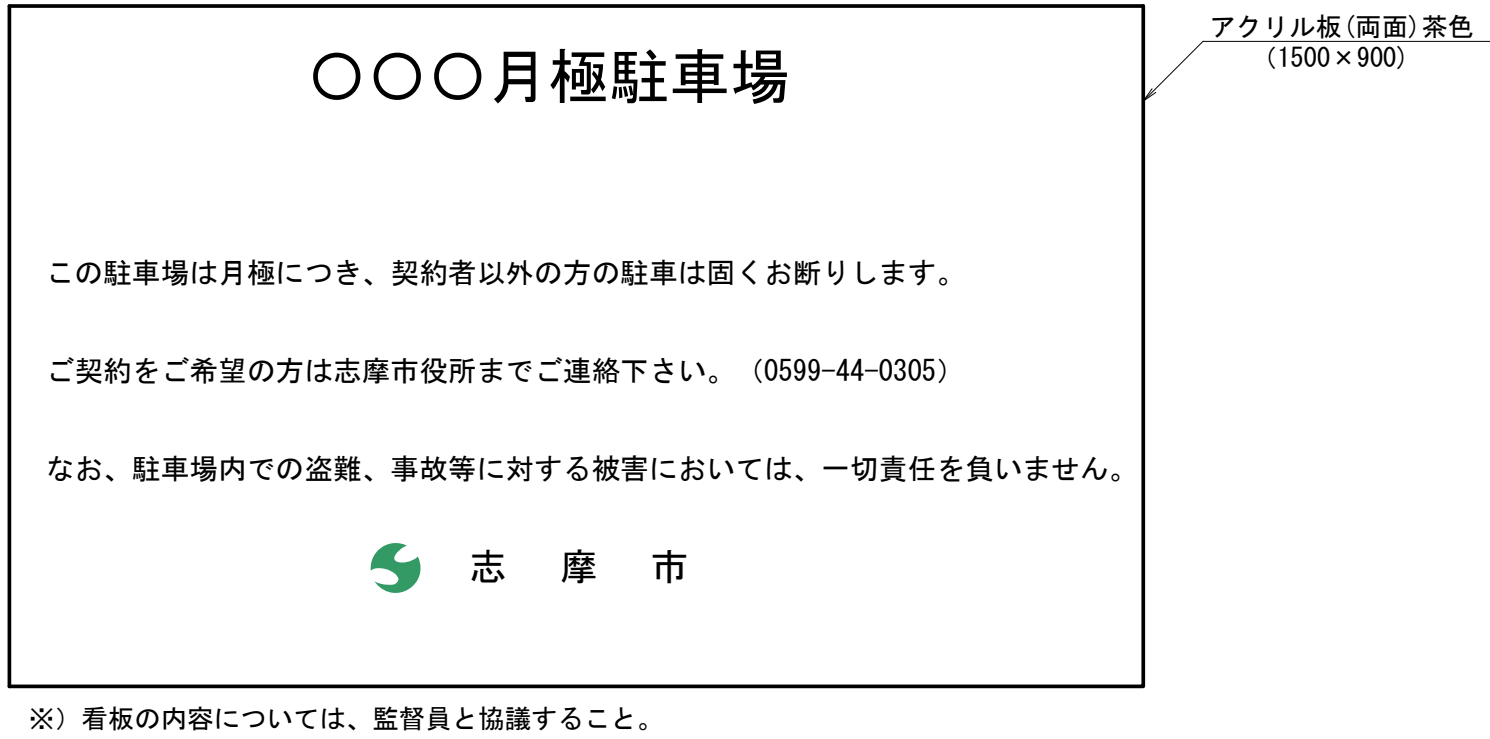 ○○○月極駐車場
アクリル板(両面)茶色
(1500×900)
この駐車場は月極につき、契約者以外の方の駐車は固くお断りします。
ご契約をご希望の方は志摩市役所までご連絡下さい。（0599-44-0305）
なお、駐車場内での盗難、事故等に対する被害においては、一切責任を負いません。
志　摩　市
※）看板の内容については、監督員と協議すること。